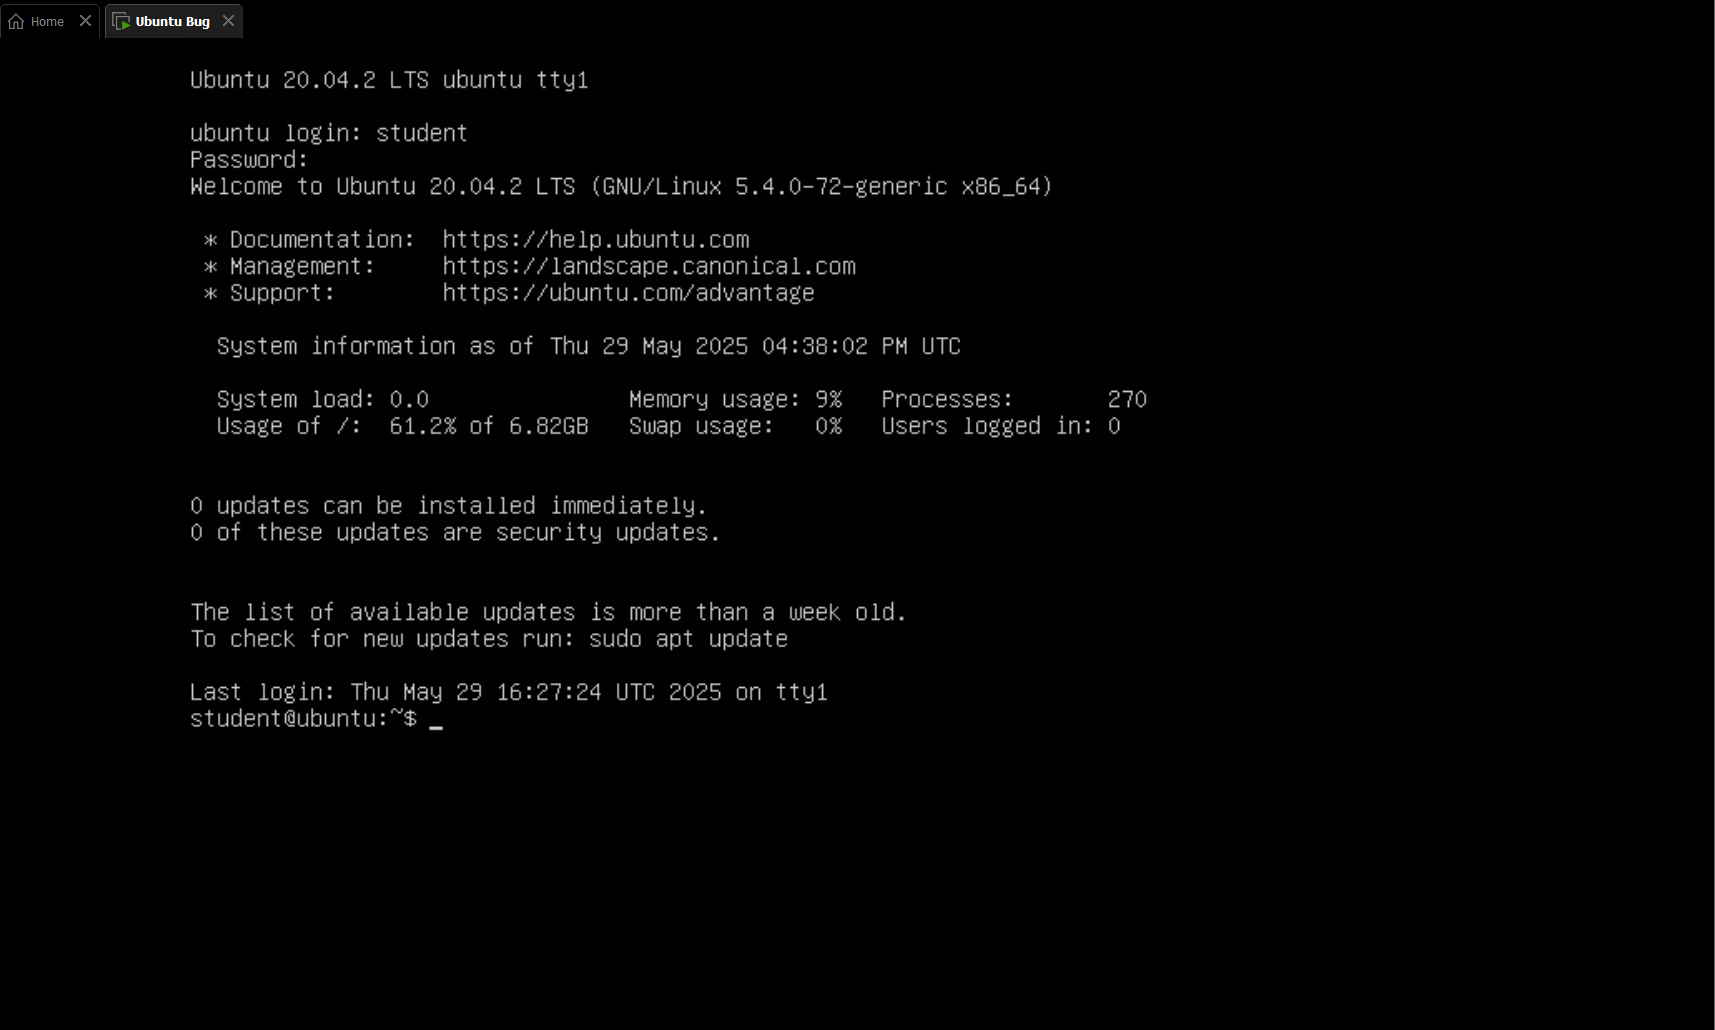 Home
Ubuntu Bug
Ubuntu 20.04.2 LTS ubuntu tty1
ubuntu login: student
Password:
Welcome to Ubuntu 20.04.2 LTS (GNU/Linux 5.4.0-72-generic x86_64)
* Documentation:  https://help.ubuntu.com
* Management:     https://landscape.canonical.com
* Support:        https://ubuntu.com/advantage
System information as of Thu 29 May 2025 04:38:02 PM UTC
System load: 0.0               Memory usage: 9%   Processes:       270
Usage of /:  61.2% of 6.82GB   Swap usage:   0%   Users logged in: 0
0 updates can be installed immediately.
0 of these updates are security updates.
The list of available updates is more than a week old.
To check for new updates run: sudo apt update
Last login: Thu May 29 16:27:24 UTC 2025 on tty1
student@ubuntu:~$ _